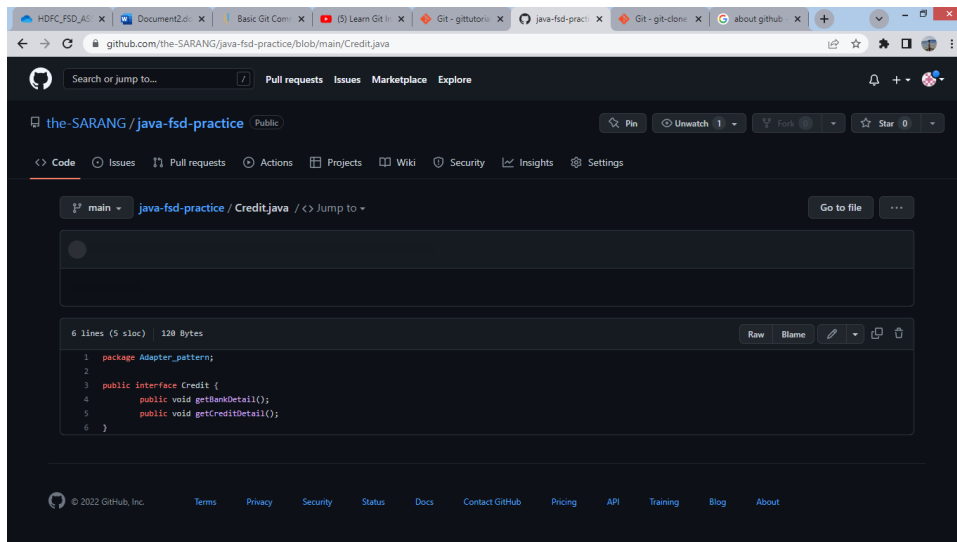 HDFC_FSD_AS Document2.do Basic Git Com (5) Learn Git In Git - gittutoria java-fsd-practi Git - git-clone about github
github.com/the-SARANG/java-fsd-practice/blob/main/Credit.java
Search or jump to... / Pull requests Issues Marketplace Explore
the-SARANG / java-fsd-practice Public Pin Unwatch 1 Fork 0 Star 0
Code Issues Pull requests Actions Projects Wiki Security Insights Settings
main java-fsd-practice / Credit.java / <> Jump to Go to file ...
6 lines (5 sloc) 120 Bytes Raw Blame
1 package Adapter_pattern;
2
3 public interface Credit {
4 public void getBankDetail();
5 public void getCreditDetail();
6 }
© 2022 GitHub, Inc. Terms Privacy Security Status Docs Contact GitHub Pricing API Training Blog About